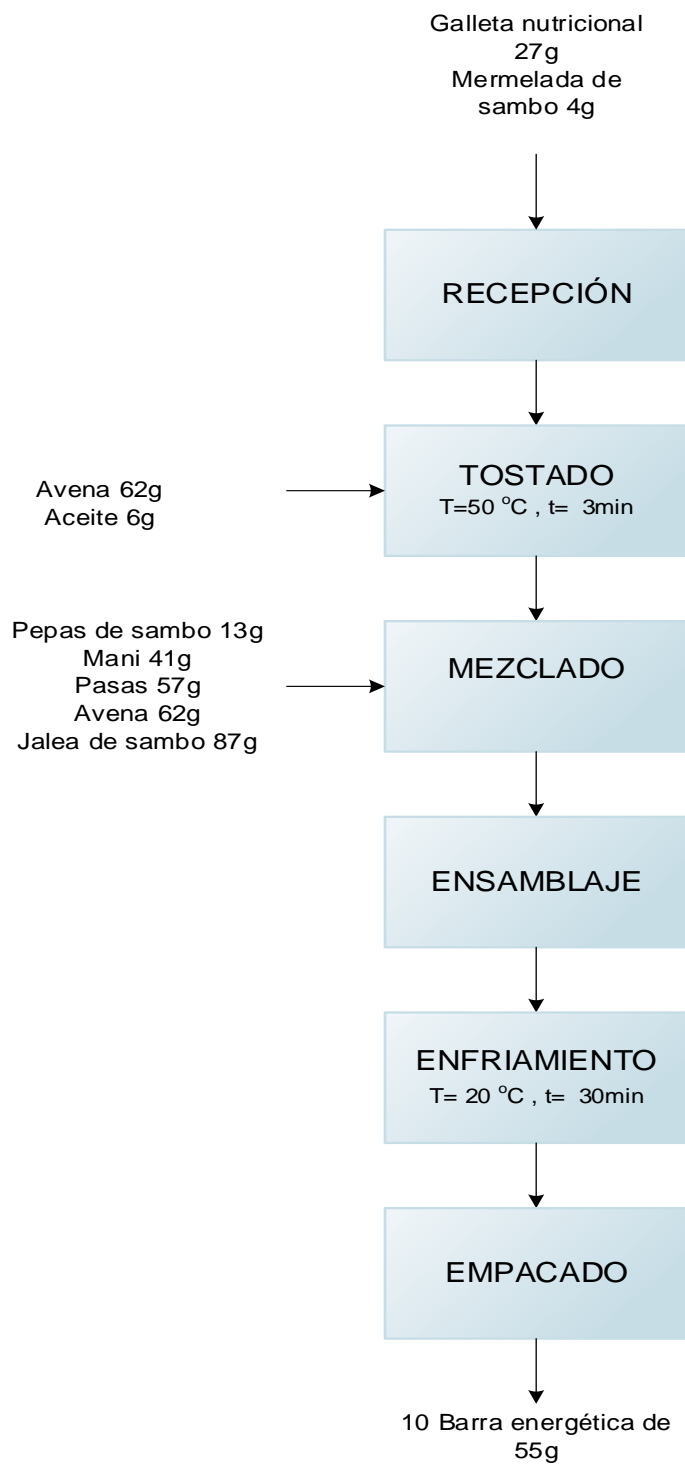 Galleta nutricional
27g
Mermelada de
sambo 4g
RECEPCIÓN
Avena 62g
Aceite 6g
TOSTADO
T=50 °C , t= 3min
Pepas de sambo 13g
Mani 41g
Pasas 57g
Avena 62g
Jalea de sambo 87g
MEZCLADO
ENSAMBLAJE
ENFRIAMIENTO
T= 20 °C , t= 30min
EMPACADO
10 Barra energética de
55g